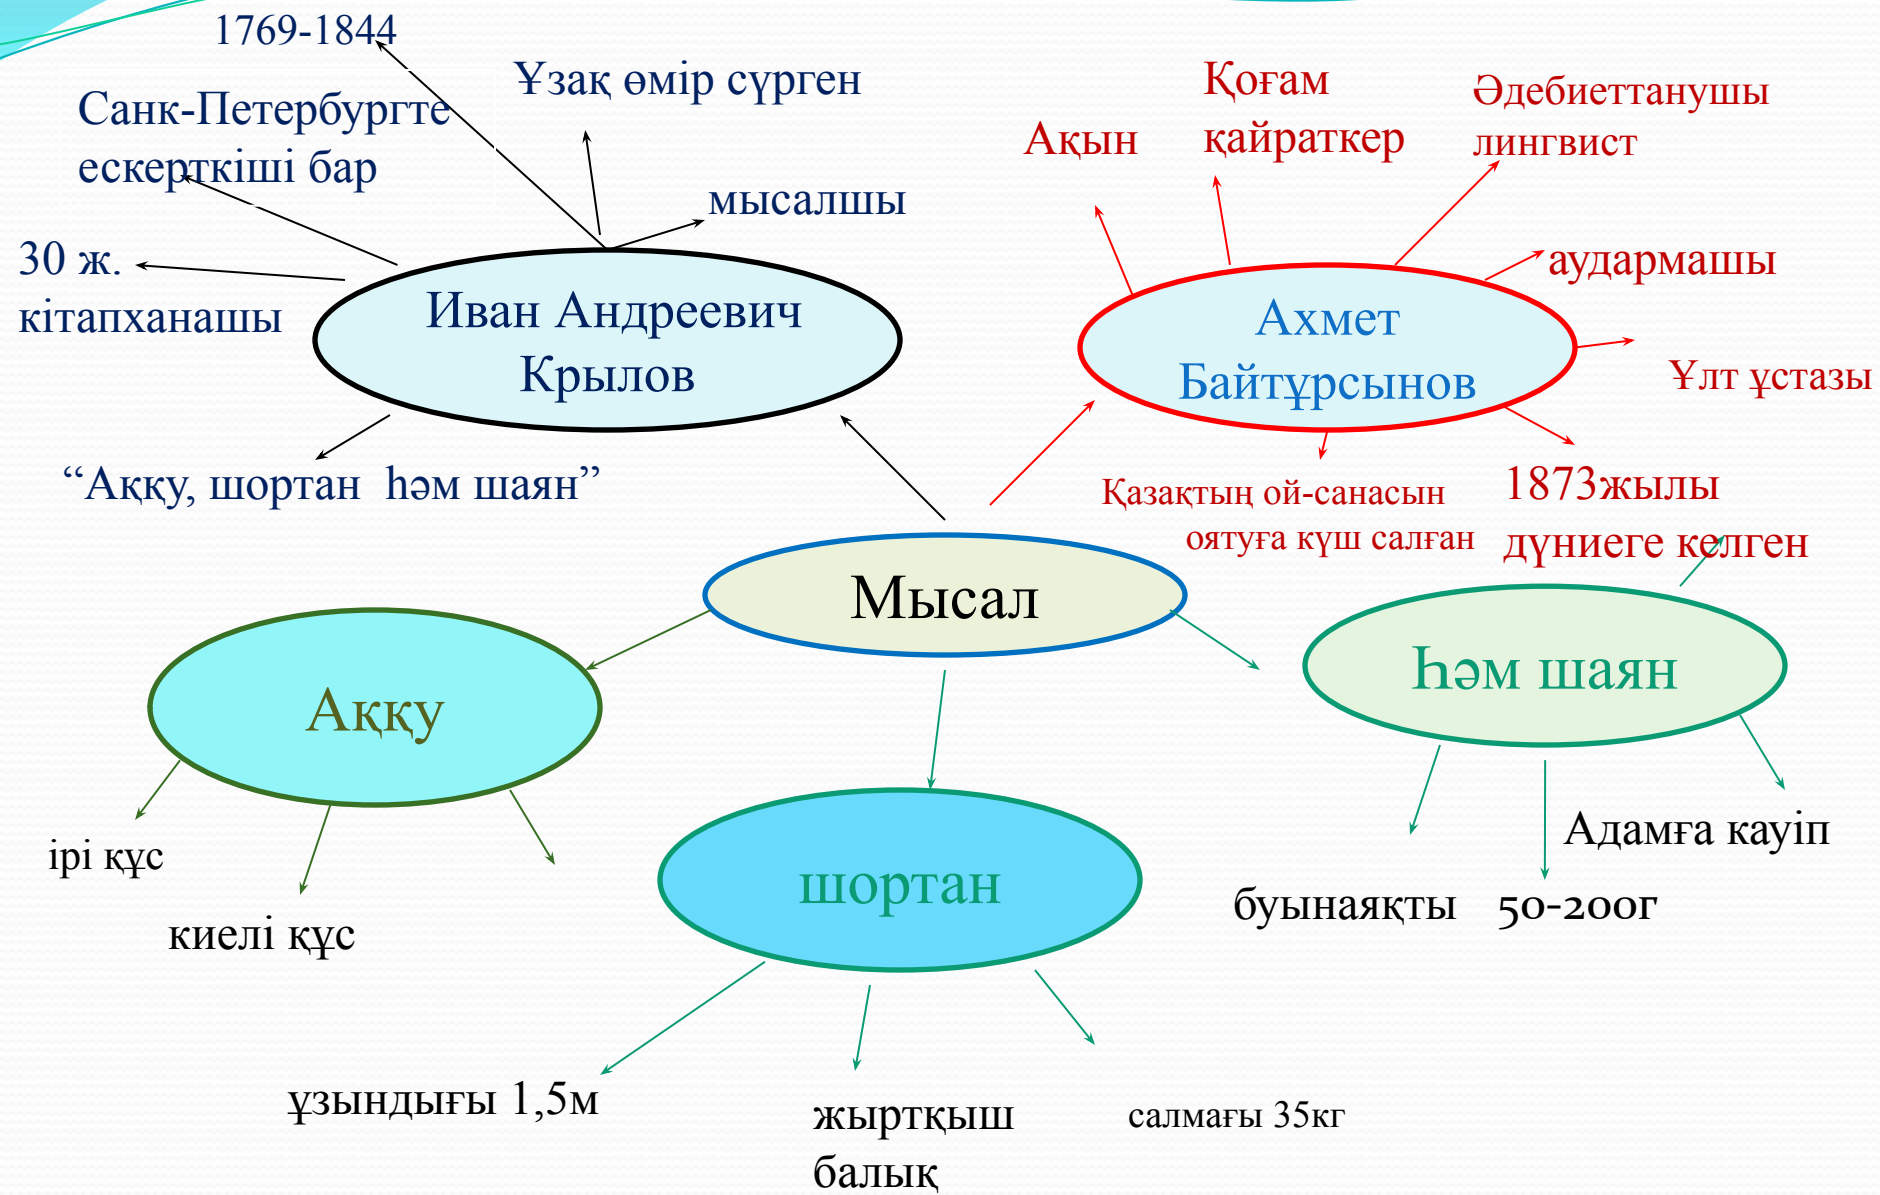 1769-1844
Санк-Петербургте
ескерткіші бар
Ұзақ өмір сүрген
мысалшы
30 ж.
кітапханашы
Иван Андреевич
Крылов
“Аққу, шортан һәм шаян”
Ақын
Қоғам
қайраткер
Әдебиеттанушы
лингвист
аудармашы
Ахмет
Байтұрсынов
Ұлт ұстазы
Қазақтың ой-санасын
оятуға күш салған
1873жылы
дүниеге келген
Мысал
Аққу
ірі құс
киелі құс
шортан
ұзындығы 1,5м
жыртқыш
балық
салмағы 35кг
Һәм шаян
Адамға кауіп
буынаяқты
50-200г